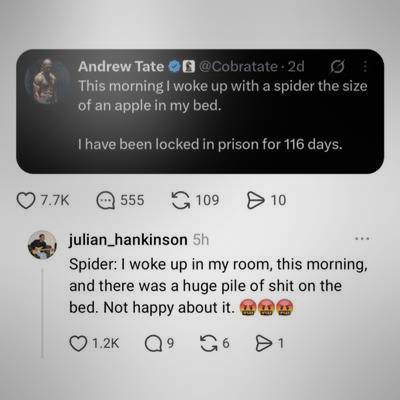 Andrew Tate @Cobratate · 2d
This morning I woke up with a spider the size
of an apple in my bed.
I have been locked in prison for 116 days.
7.7K 555 109 10
julian_hankinson 5h
Spider: I woke up in my room, this morning,
and there was a huge pile of shit on the
bed. Not happy about it. 🤬🤬🤬
1.2K 9 6 1